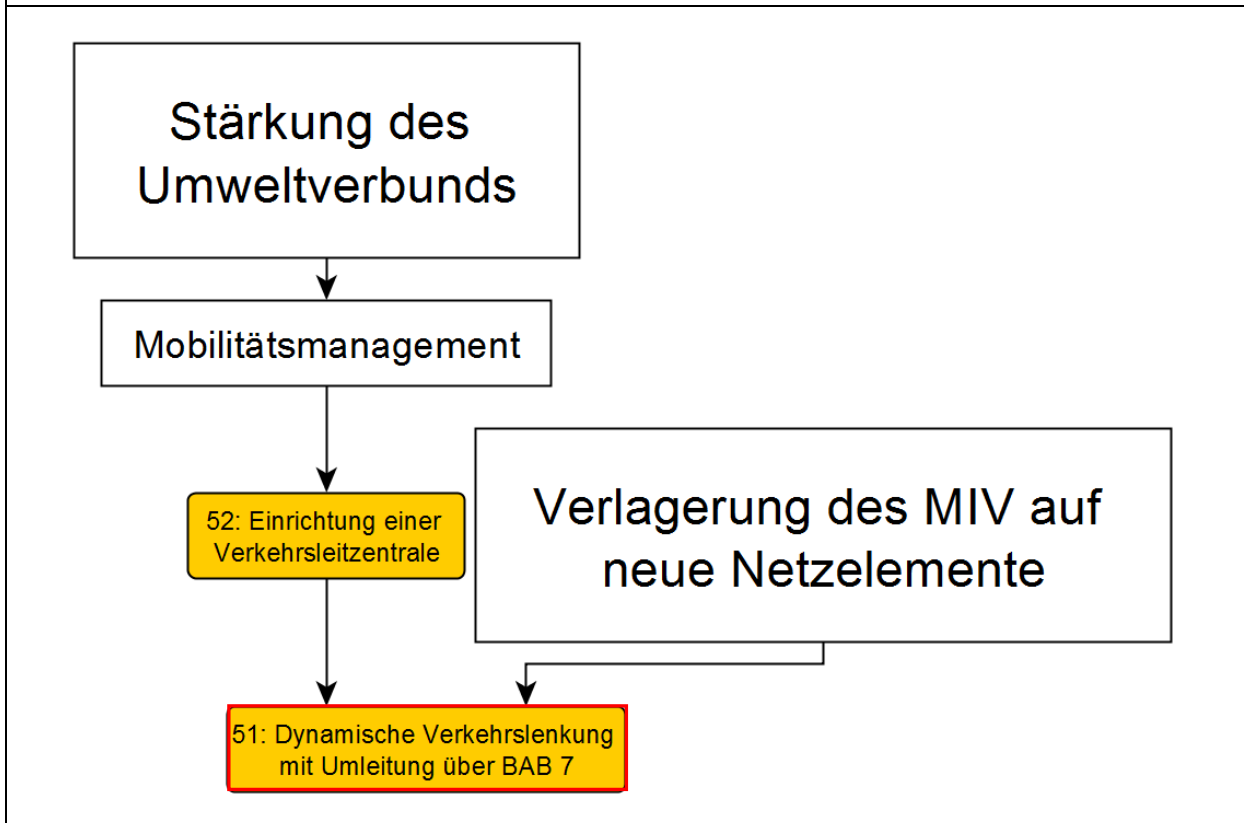 Stärkung des
Umweltverbunds
Mobilitätsmanagement
52: Einrichtung einer
Verkehrsleitzentrale
Verlagerung des MIV auf
neue Netzelemente
51: Dynamische Verkehrslenkung
mit Umleitung über BAB 7